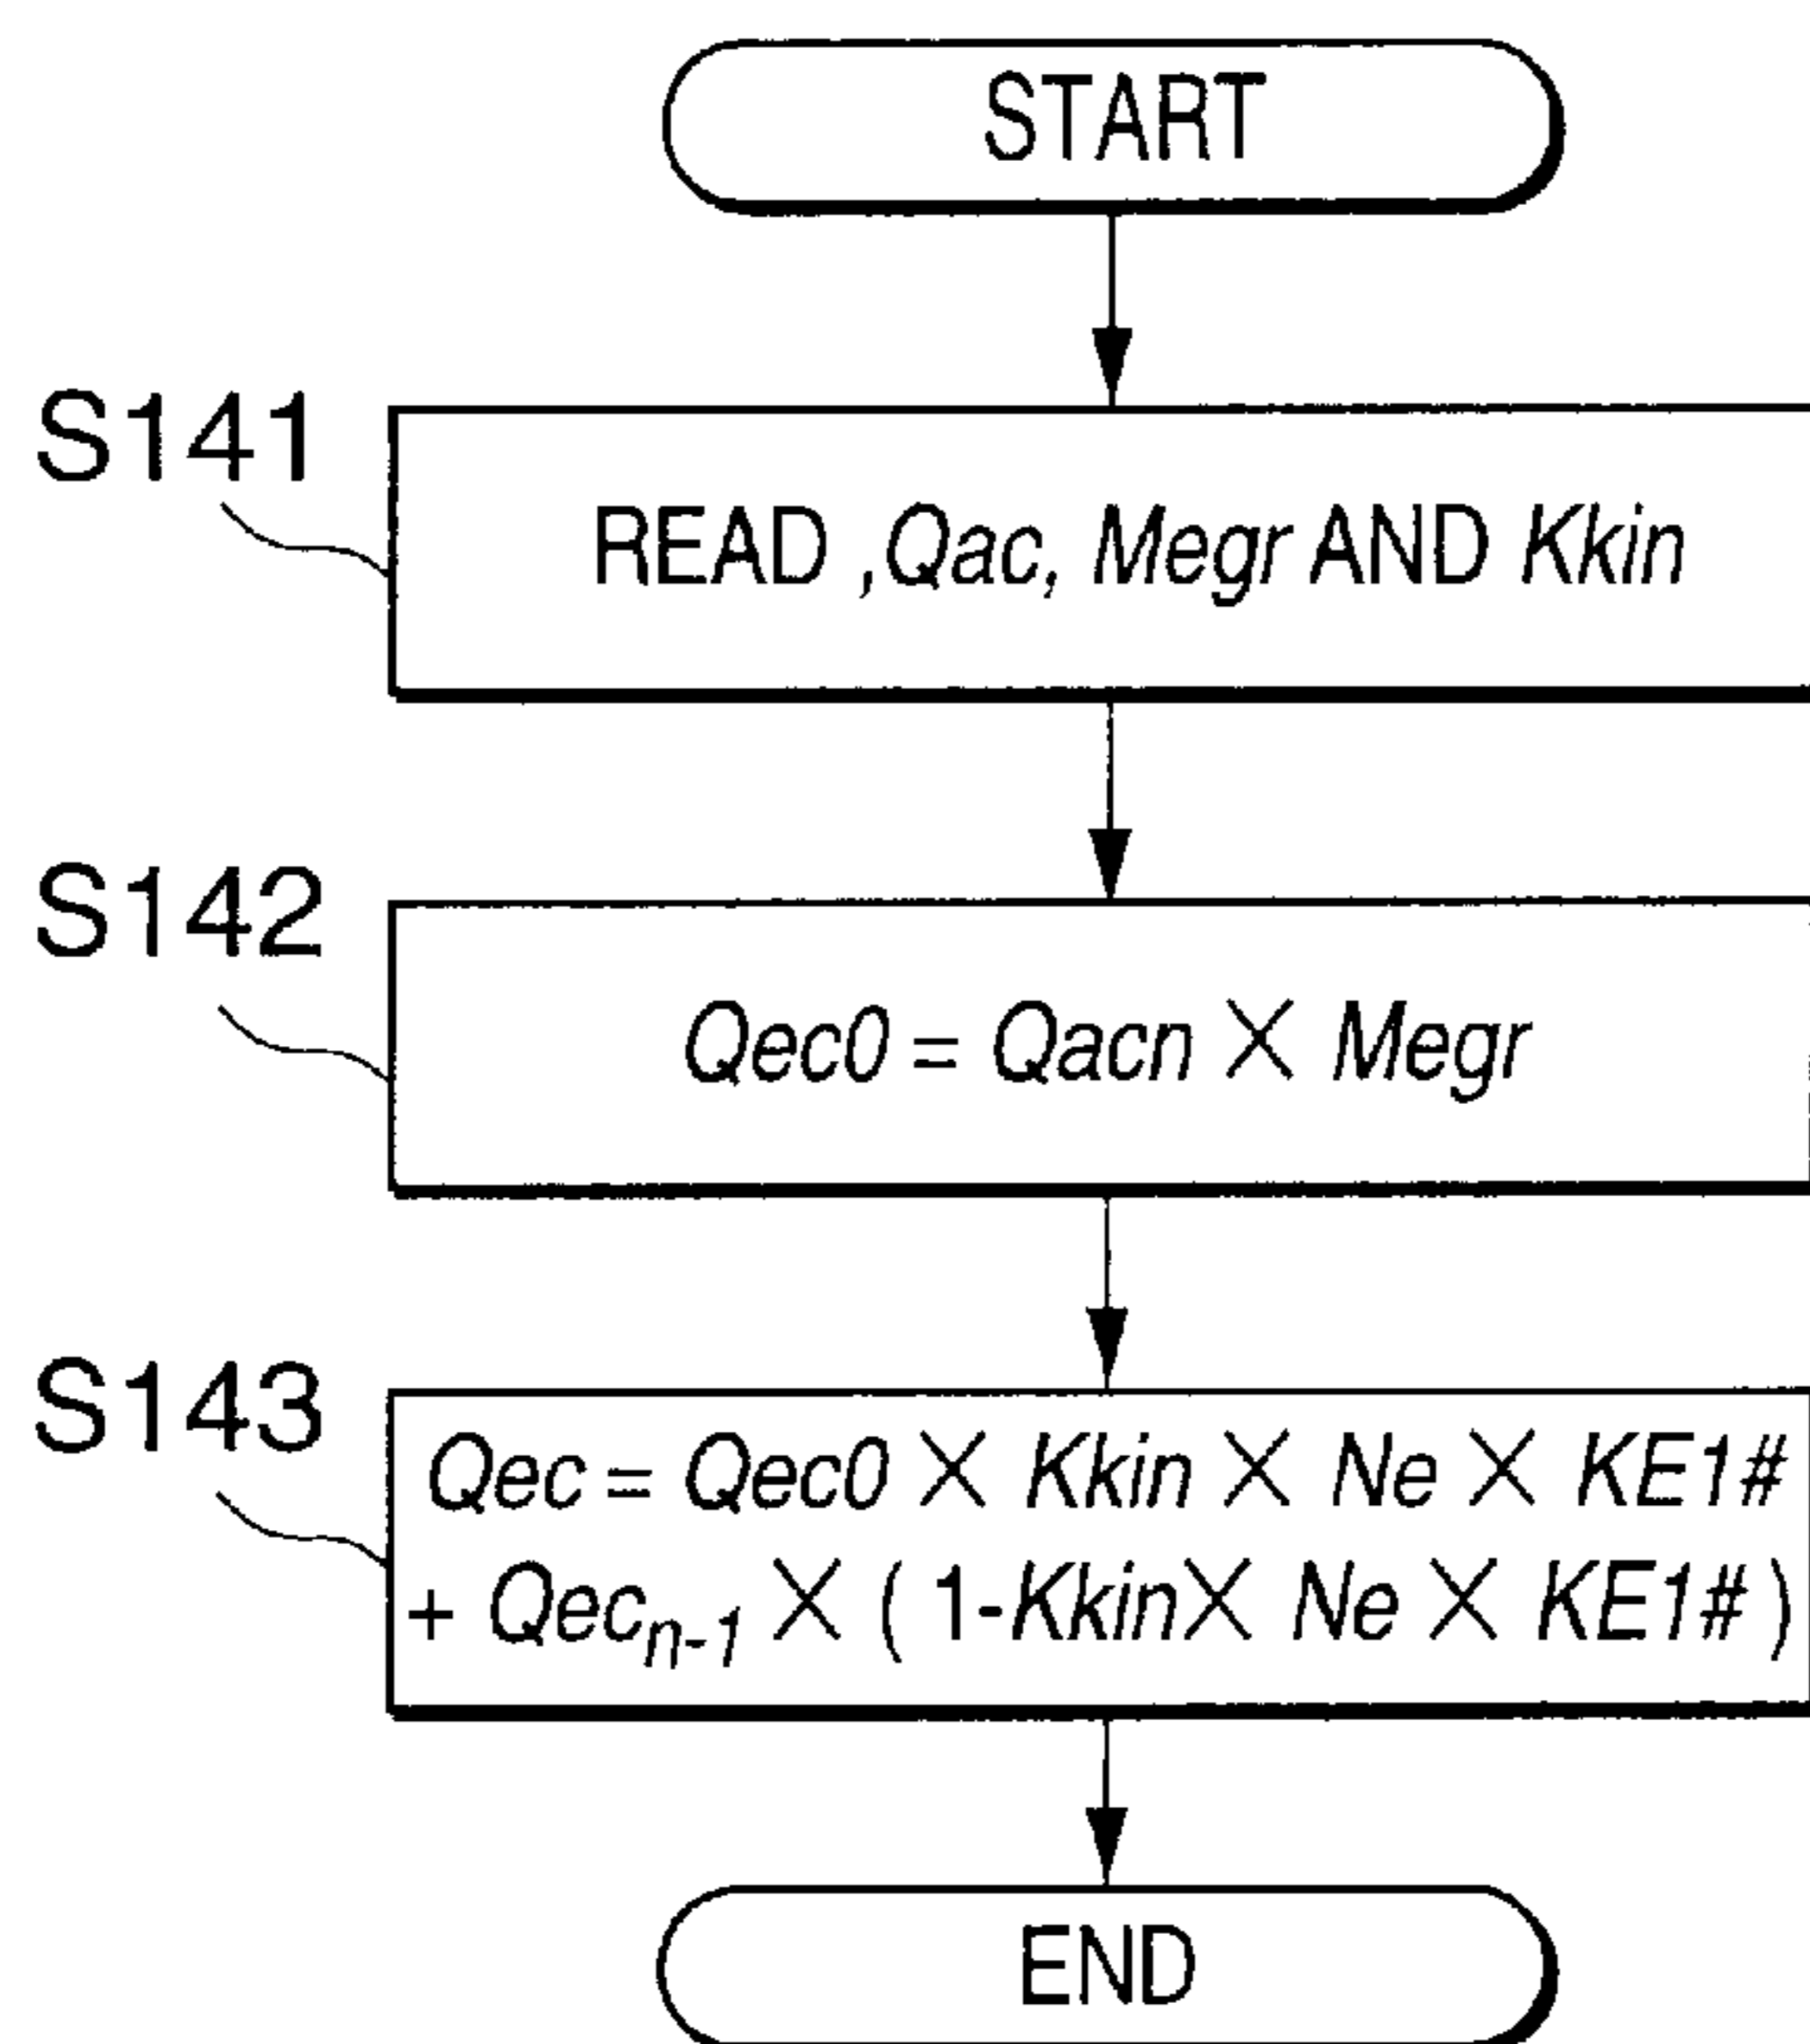 START
S141
READ ,Qac, Megr AND Kkin
S142
Qec0 = Qacn × Megr
S143
Qec = Qec0 × Kkin × Ne × KE1#
+ Qecₙ₋₁ × ( 1-Kkin× Ne × KE1# )
END